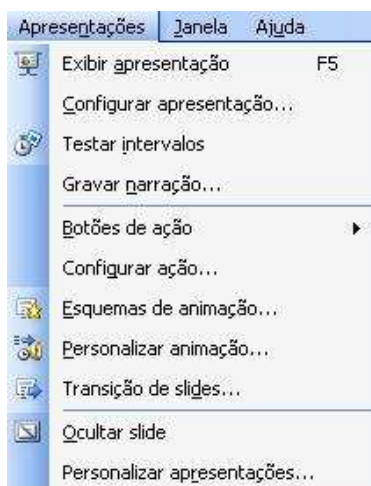 Apresentações Janela Ajuda
Exibir apresentação F5
Configurar apresentação...
Testar intervalos
Gravar narração...
Botões de ação
Configurar ação...
Esquemas de animação...
Personalizar animação...
Transição de slides...
Ocultar slide
Personalizar apresentações...